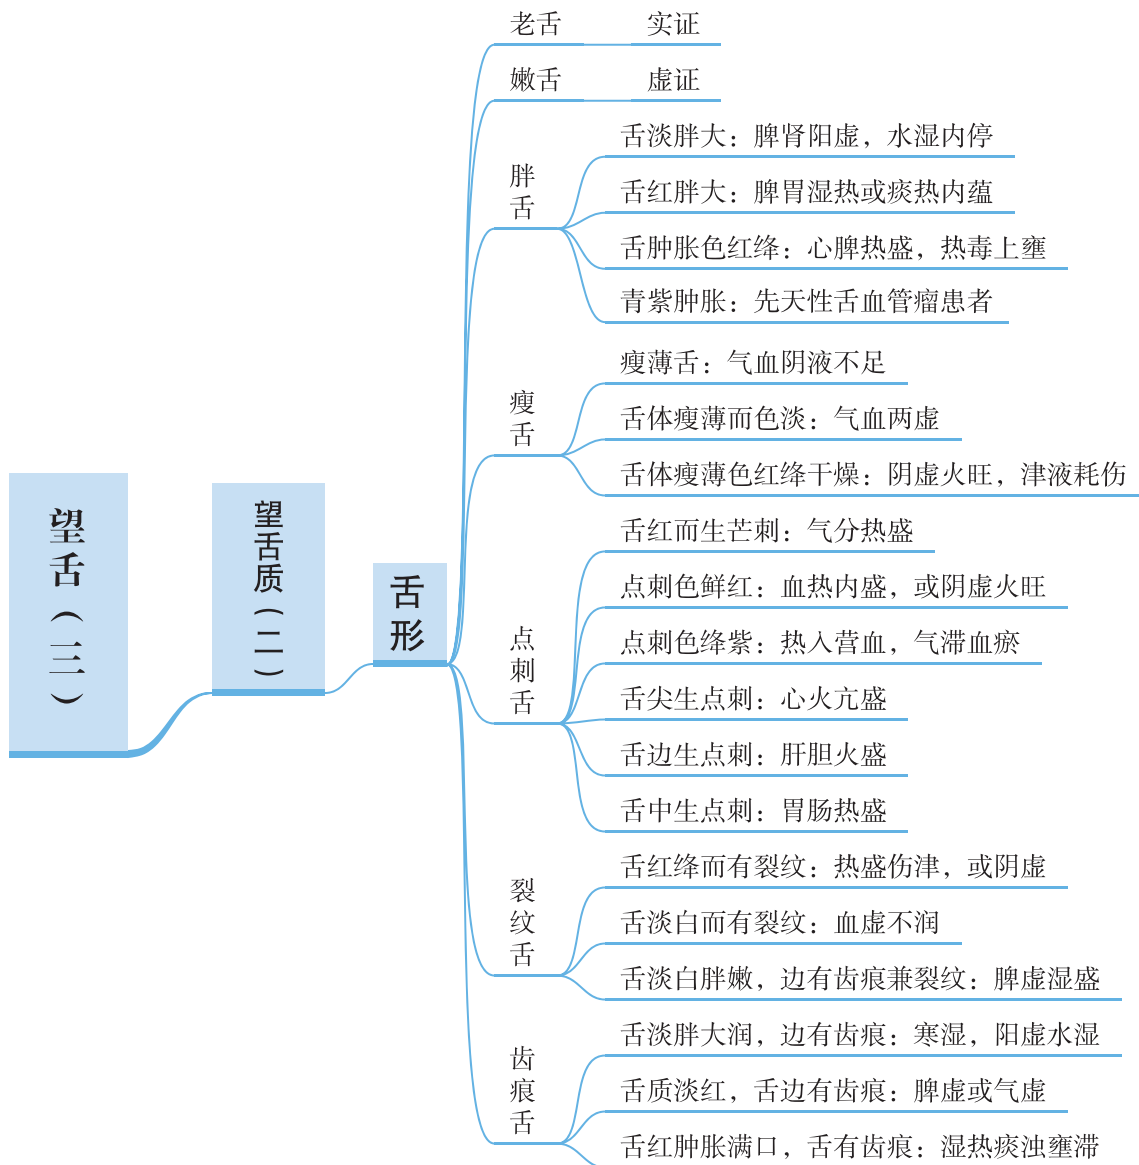 望舌（三）
望舌质（二）
舌形
老舌
实证
嫩舌
虚证
胖舌
舌淡胖大：脾肾阳虚，水湿内停
舌红胖大：脾胃湿热或痰热内蕴
舌肿胀色红绛：心脾热盛，热毒上壅
青紫肿胀：先天性舌血管瘤患者
瘦舌
瘦薄舌：气血阴液不足
舌体瘦薄而色淡：气血两虚
舌体瘦薄色红绛干燥：阴虚火旺，津液耗伤
点刺舌
舌红而生芒刺：气分热盛
点刺色鲜红：血热内盛，或阴虚火旺
点刺色绛紫：热入营血，气滞血瘀
舌尖生点刺：心火亢盛
舌边生点刺：肝胆火盛
舌中生点刺：胃肠热盛
裂纹舌
舌红绛而有裂纹：热盛伤津，或阴虚
舌淡白而有裂纹：血虚不润
舌淡白胖嫩，边有齿痕兼裂纹：脾虚湿盛
齿痕舌
舌淡胖大润，边有齿痕：寒湿，阳虚水湿
舌质淡红，舌边有齿痕：脾虚或气虚
舌红肿胀满口，舌有齿痕：湿热痰浊壅滞